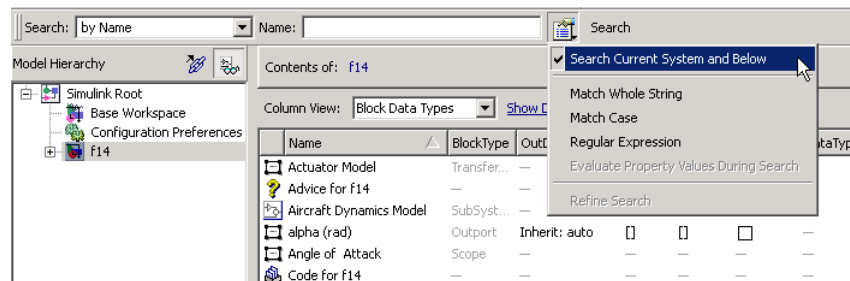 Search: by Name Name: Search
Model Hierarchy Contents of: f14 Search Current System and Below
Simulink Root Match Whole String
Base Workspace Column View: Block Data Types Show D Match Case
Configuration Preferences Regular Expression
f14 Name BlockType OutD Evaluate Property Values During Search ataTyp
Actuator Model Transfer... —
Advice for f14 — — Refine Search
Aircraft Dynamics Model SubSyst... —
alpha (rad) Outport Inherit: auto [] [] —
Angle of Attack Scope — — — — —
Code for f14 — — — — — —